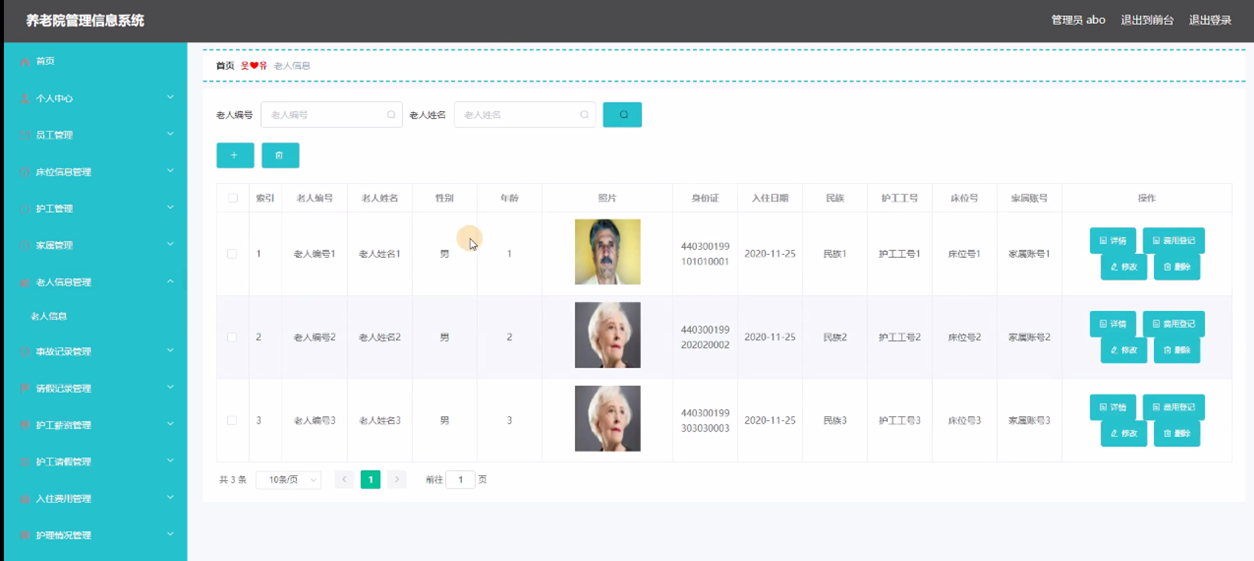 养老院管理信息系统
管理员 abo 退出到前台 退出登录
首页
个人中心
员工管理
床位信息管理
护工管理
家属管理
老人信息管理
老人信息
事故记录管理
请假记录管理
护工薪资管理
护工请假管理
入住费用管理
护理情况管理
首页 웃❤유 老人信息
老人编号 老人编号 老人姓名 老人姓名
索引 老人编号 老人姓名 性别 年龄 照片 身份证 入住日期 民族 护工工号 床位号 家属账号 操作
1 老人编号1 老人姓名1 男 1 440300199 2020-11-25 民族1 护工工号1 床位号1 家属账号1 详情 费用登记
101010001 修改 删除
2 老人编号2 老人姓名2 男 2 440300199 2020-11-25 民族2 护工工号2 床位号2 家属账号2 详情 费用登记
202020002 修改 删除
3 老人编号3 老人姓名3 男 3 440300199 2020-11-25 民族3 护工工号3 床位号3 家属账号3 详情 费用登记
303030003 修改 删除
共 3 条 10条/页 1 前往 1 页